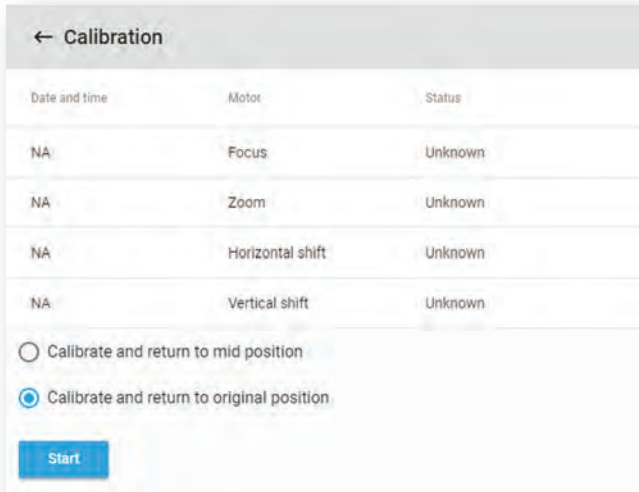 ← Calibration
Date and time Motor Status
NA Focus Unknown
NA Zoom Unknown
NA Horizontal shift Unknown
NA Vertical shift Unknown
Calibrate and return to mid position
Calibrate and return to original position
Start